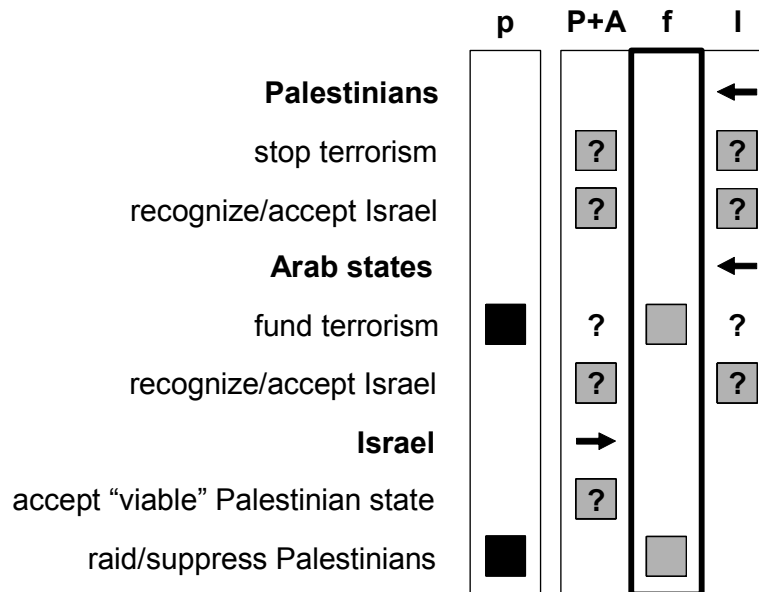 p P+A f I
Palestinians
stop terrorism ? ?
recognize/accept Israel ? ?
Arab states
fund terrorism ? ?
recognize/accept Israel ? ?
Israel
accept “viable” Palestinian state ?
raid/suppress Palestinians